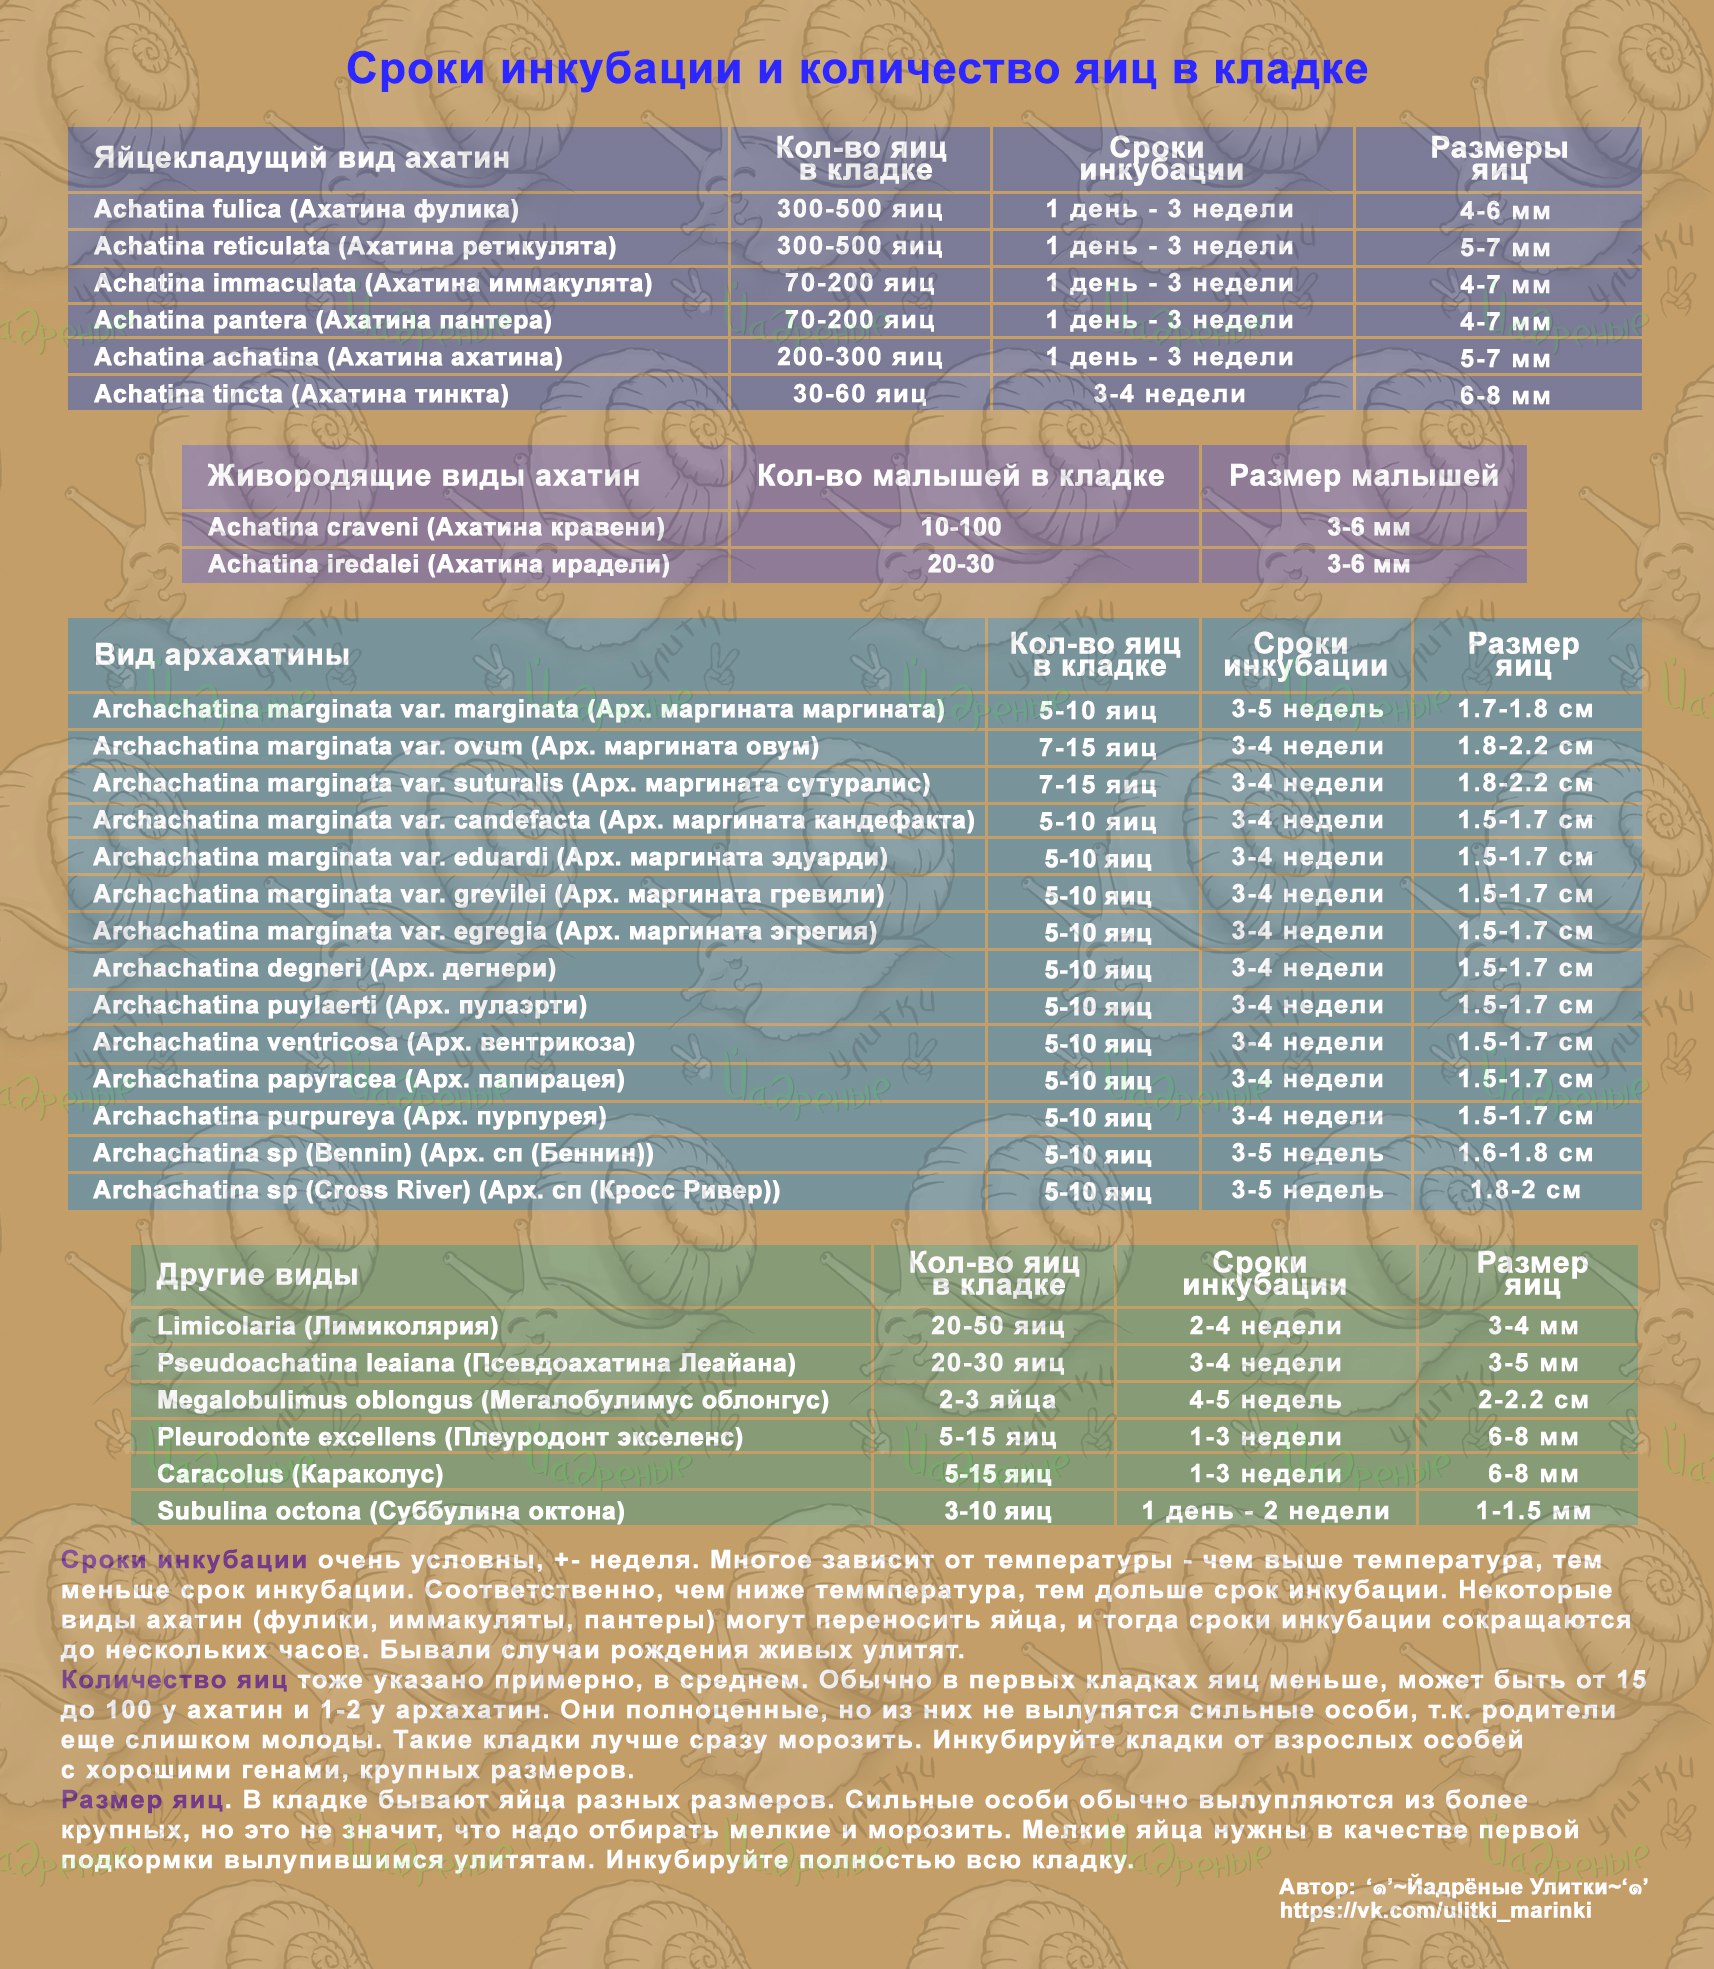 Сроки инкубации и количество яиц в кладке
Яйцекладущий вид ахатин Кол-во яиц в кладке Сроки инкубации Размеры яиц
Achatina fulica (Ахатина фулика) 300-500 яиц 1 день - 3 недели 4-6 мм
Achatina reticulata (Ахатина ретикулята) 300-500 яиц 1 день - 3 недели 5-7 мм
Achatina immaculata (Ахатина иммакулята) 70-200 яиц 1 день - 3 недели 4-7 мм
Achatina pantera (Ахатина пантера) 70-200 яиц 1 день - 3 недели 4-7 мм
Achatina achatina (Ахатина ахатина) 200-300 яиц 1 день - 3 недели 5-7 мм
Achatina tincta (Ахатина тинкта) 30-60 яиц 3-4 недели 6-8 мм
Живородящие виды ахатин Кол-во малышей в кладке Размер малышей
Achatina craveni (Ахатина кравени) 10-100 3-6 мм
Achatina iredalei (Ахатина ирадели) 20-30 3-6 мм
Вид архахатины Кол-во яиц в кладке Сроки инкубации Размер яиц
Archachatina marginata var. marginata (Арх. маргината маргината) 5-10 яиц 3-5 недель 1.7-1.8 см
Archachatina marginata var. ovum (Арх. маргината овум) 7-15 яиц 3-4 недели 1.8-2.2 см
Archachatina marginata var. suturalis (Арх. маргината сутуралис) 7-15 яиц 3-4 недели 1.8-2.2 см
Archachatina marginata var. candefacta (Арх. маргината кандефакта) 5-10 яиц 3-4 недели 1.5-1.7 см
Archachatina marginata var. eduardi (Арх. маргината эдуарди) 5-10 яиц 3-4 недели 1.5-1.7 см
Archachatina marginata var. grevilei (Арх. маргината гревили) 5-10 яиц 3-4 недели 1.5-1.7 см
Archachatina marginata var. egregia (Арх. маргината эгрегия) 5-10 яиц 3-4 недели 1.5-1.7 см
Archachatina degneri (Арх. дегнери) 5-10 яиц 3-4 недели 1.5-1.7 см
Archachatina puylaerti (Арх. пулаэрти) 5-10 яиц 3-4 недели 1.5-1.7 см
Archachatina ventricosa (Арх. вентрикоза) 5-10 яиц 3-4 недели 1.5-1.7 см
Archachatina papyracea (Арх. папирацея) 5-10 яиц 3-4 недели 1.5-1.7 см
Archachatina purpureya (Арх. пурпурея) 5-10 яиц 3-4 недели 1.5-1.7 см
Archachatina sp (Bennin) (Арх. сп (Беннин)) 5-10 яиц 3-5 недель 1.6-1.8 см
Archachatina sp (Cross River) (Арх. сп (Кросс Ривер)) 5-10 яиц 3-5 недель 1.8-2 см
Другие виды Кол-во яиц в кладке Сроки инкубации Размер яиц
Limicolaria (Лимиколярия) 20-50 яиц 2-4 недели 3-4 мм
Pseudoachatina leaiana (Псевдоахатина Леайана) 20-30 яиц 3-4 недели 3-5 мм
Megalobulimus oblongus (Мегалобулимус облонгус) 2-3 яйца 4-5 недель 2-2.2 см
Pleurodonte excellens (Плеуродонт экселенс) 5-15 яиц 1-3 недели 6-8 мм
Caracolus (Караколус) 5-15 яиц 1-3 недели 6-8 мм
Subulina octona (Суббулина октона) 3-10 яиц 1 день - 2 недели 1-1.5 мм
Сроки инкубации очень условны, +- неделя. Многое зависит от температуры - чем выше температура, тем
меньше срок инкубации. Соответственно, чем ниже теммпература, тем дольше срок инкубации. Некоторые
виды ахатин (фулики, иммакуляты, пантеры) могут переносить яйца, и тогда сроки инкубации сокращаются
до нескольких часов. Бывали случаи рождения живых улитят.
Количество яиц тоже указано примерно, в среднем. Обычно в первых кладках яиц меньше, может быть от 15
до 100 у ахатин и 1-2 у архахатин. Они полноценные, но из них не вылупятся сильные особи, т.к. родители
еще слишком молоды. Такие кладки лучше сразу морозить. Инкубируйте кладки от взрослых особей
с хорошими генами, крупных размеров.
Размер яиц. В кладке бывают яйца разных размеров. Сильные особи обычно вылупляются из более
крупных, но это не значит, что надо отбирать мелкие и морозить. Мелкие яйца нужны в качестве первой
подкормки вылупившимся улитятам. Инкубируйте полностью всю кладку.
Автор: ‘๑’~Йадрёные Улитки~‘๑’
https://vk.com/ulitki_marinki